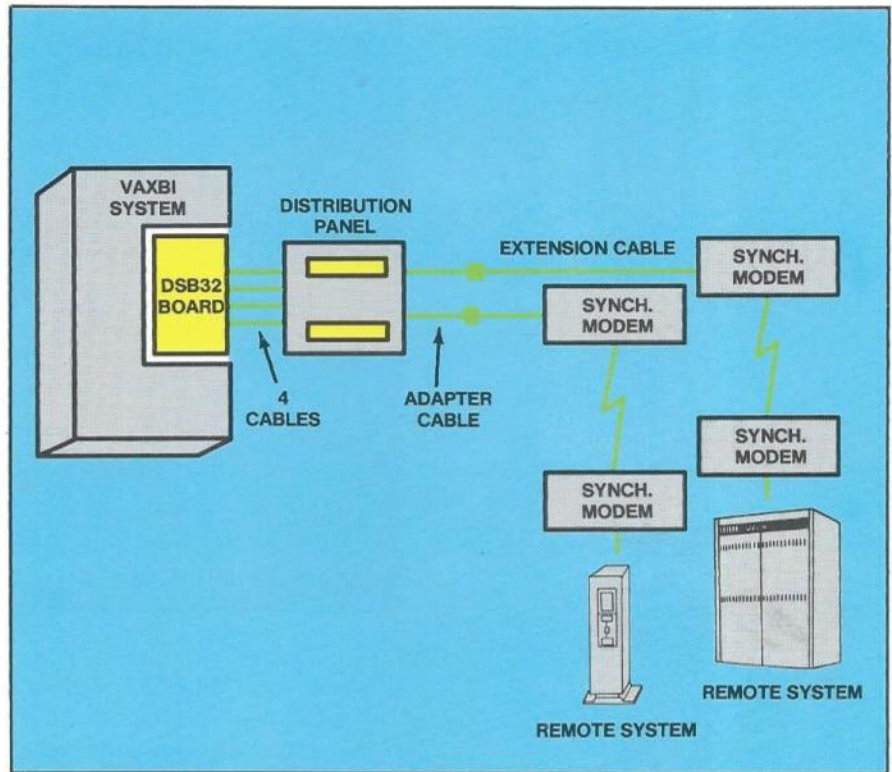 VAXBI
SYSTEM
DSB32
BOARD
DISTRIBUTION
PANEL
4
CABLES
ADAPTER
CABLE
EXTENSION CABLE
SYNCH.
MODEM
SYNCH.
MODEM
SYNCH.
MODEM
SYNCH.
MODEM
REMOTE SYSTEM
REMOTE SYSTEM